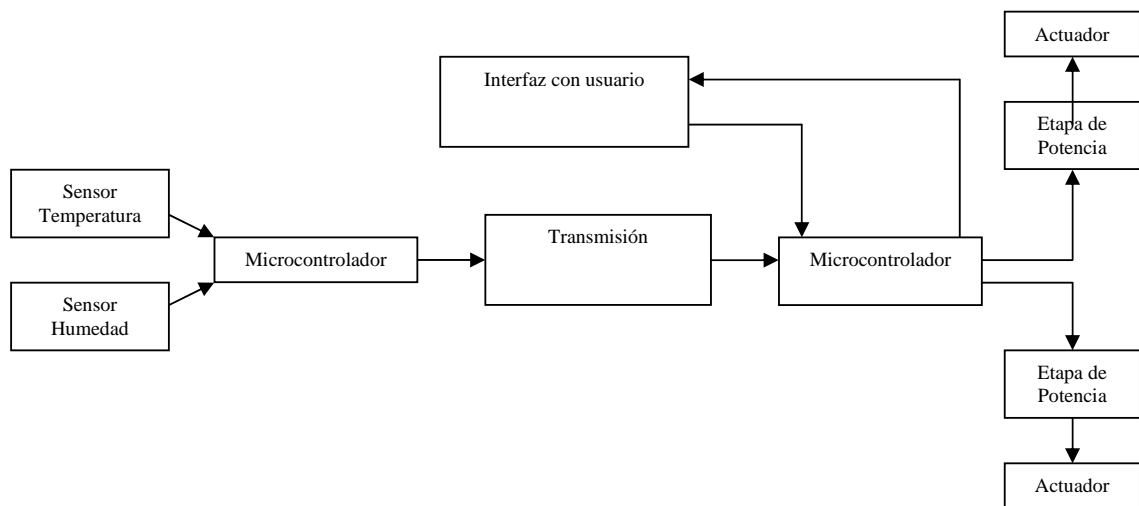 Actuador
Interfaz con usuario
Etapa de
Potencia
Sensor
Temperatura
Transmisión
Microcontrolador
Microcontrolador
Sensor
Humedad
Etapa de
Potencia
Actuador